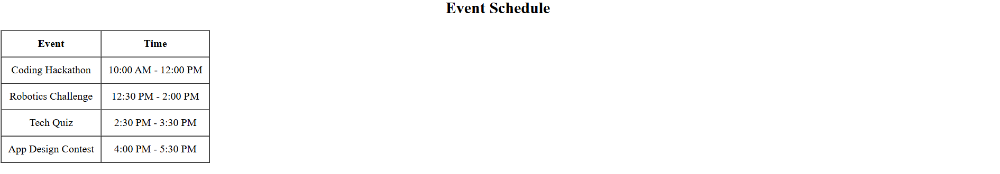 Event Schedule
Event Time
Coding Hackathon 10:00 AM - 12:00 PM
Robotics Challenge 12:30 PM - 2:00 PM
Tech Quiz 2:30 PM - 3:30 PM
App Design Contest 4:00 PM - 5:30 PM